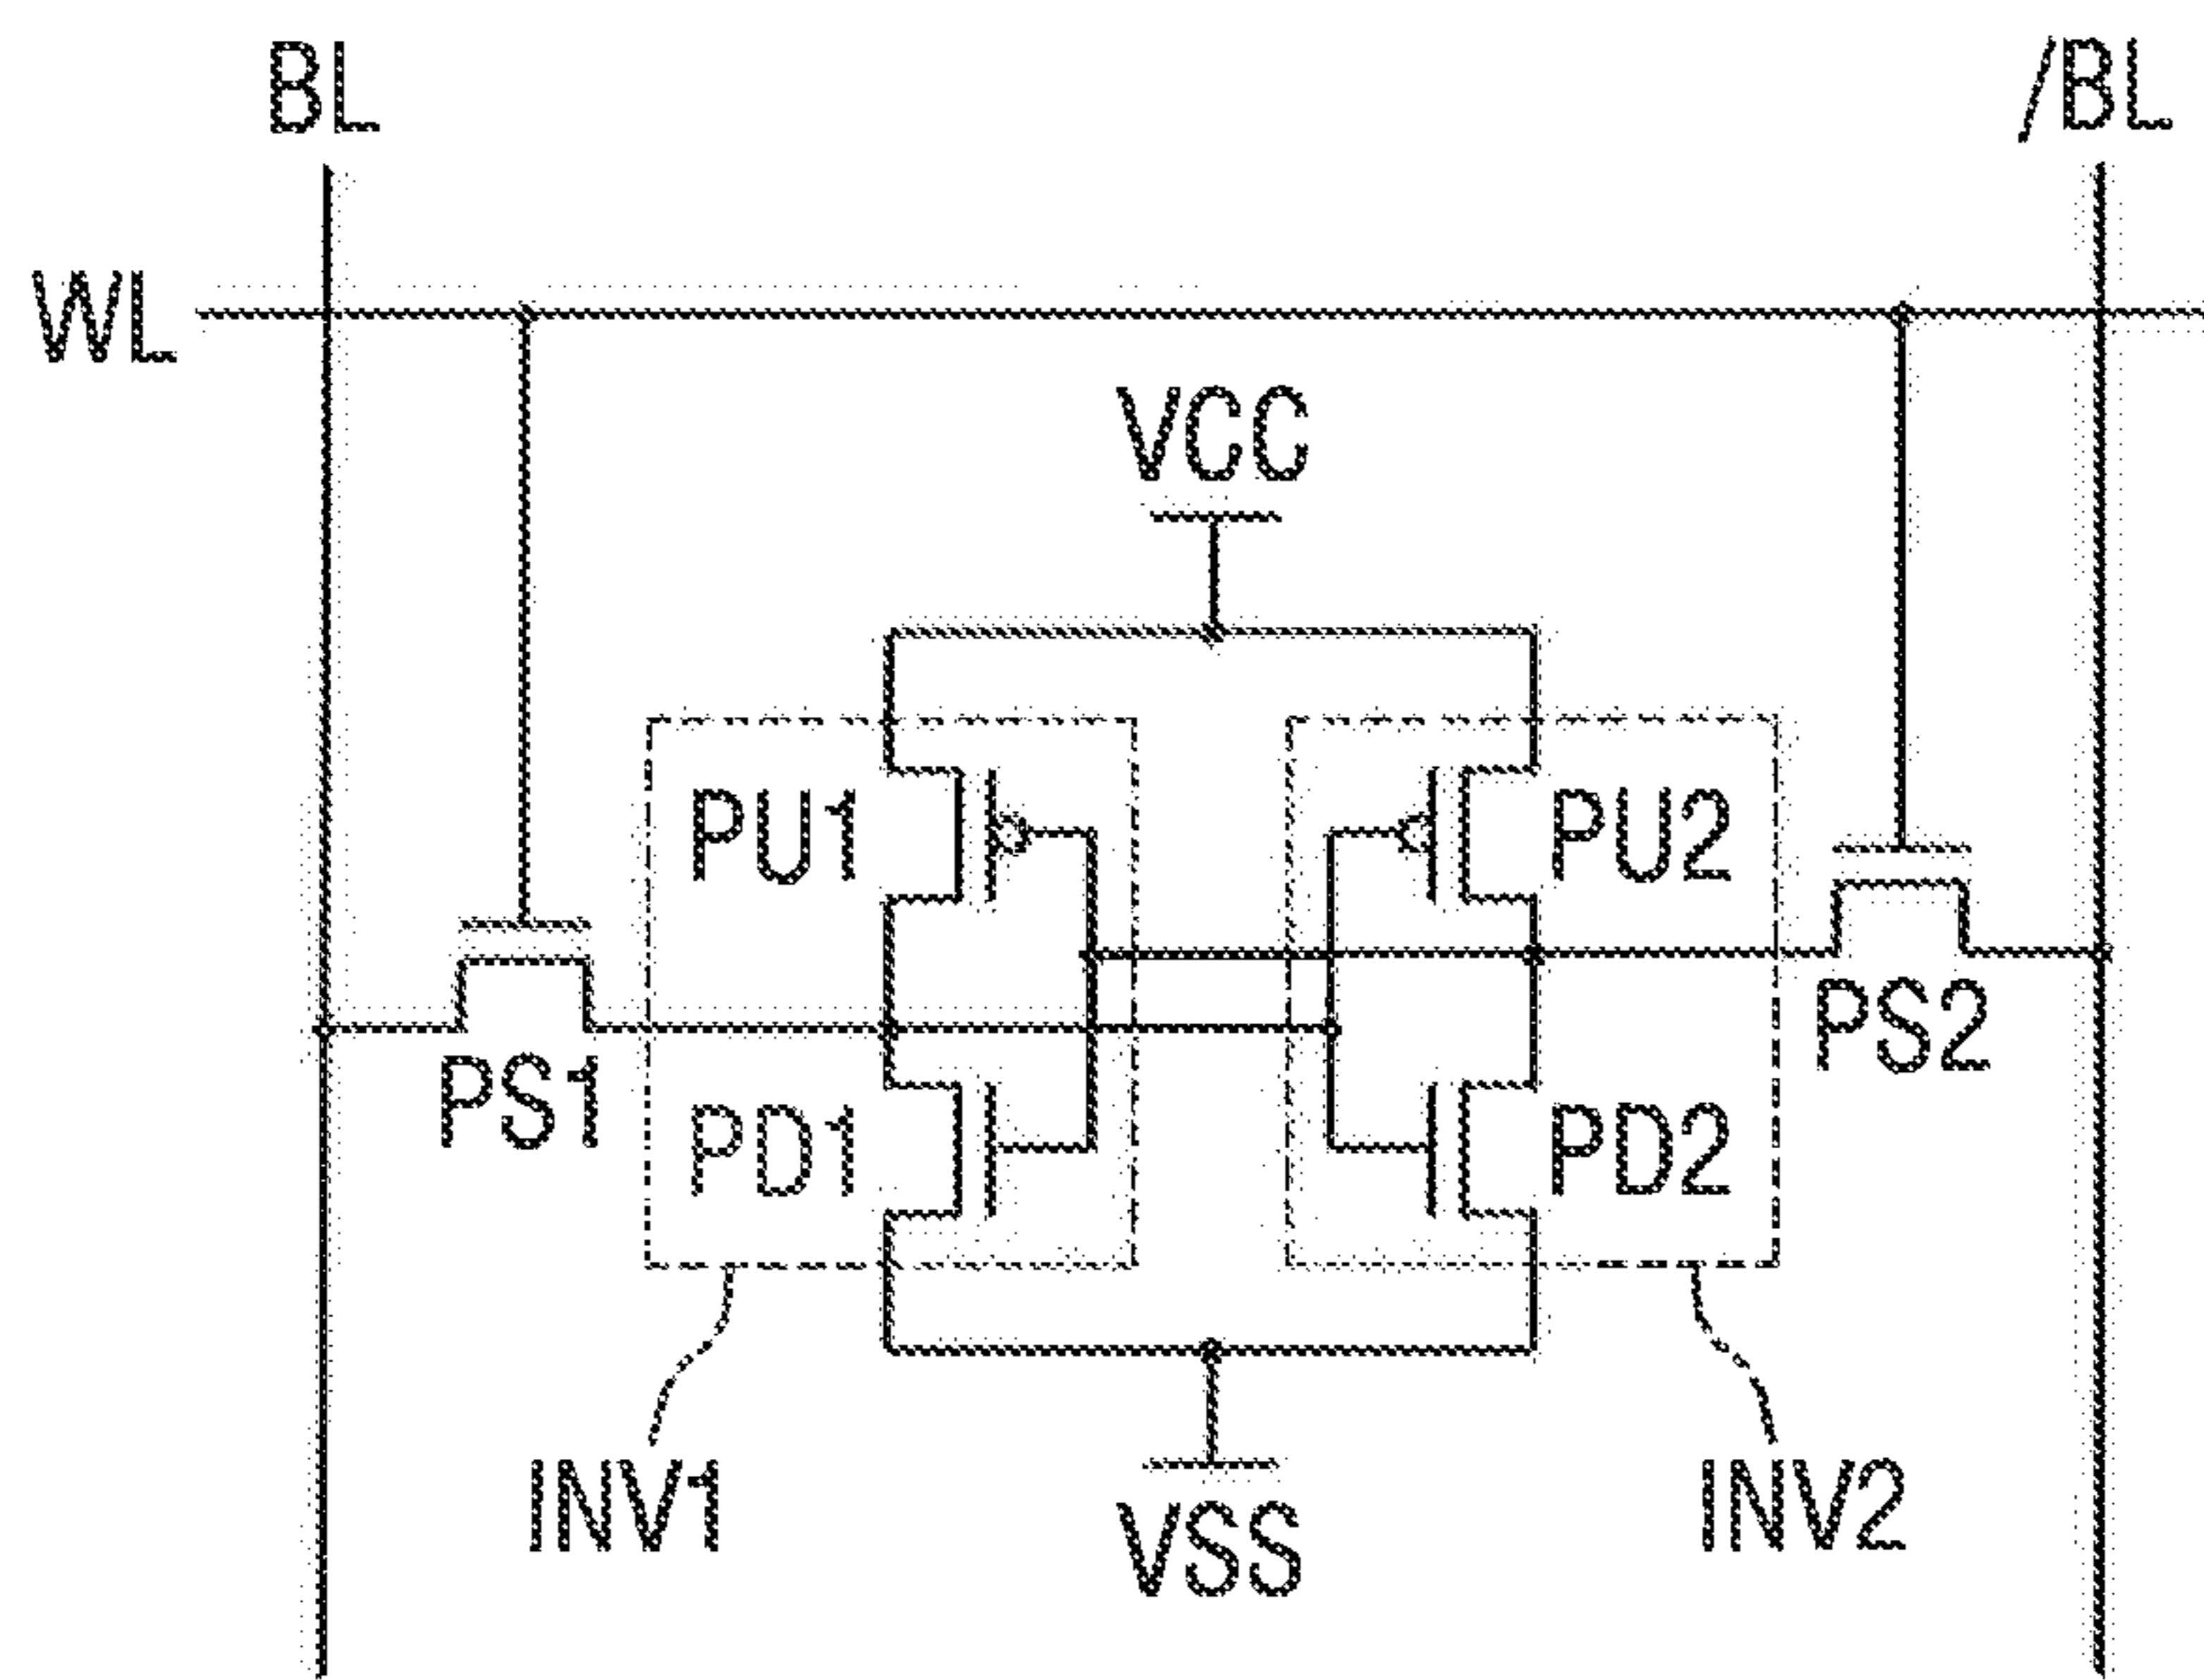 BL
/BL
WL
VCC
PU1
PU2
PS1
PS2
PD1
PD2
INV1
INV2
VSS